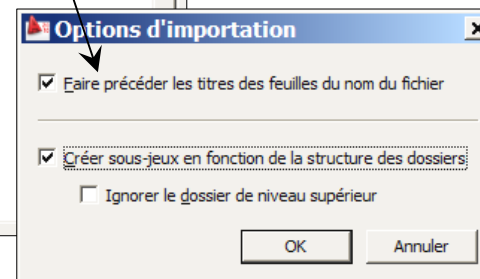 Options d'importation
Faire précéder les titres des feuilles du nom du fichier
Créer sous-jeux en fonction de la structure des dossiers
Ignorer le dossier de niveau supérieur
OK
Annuler